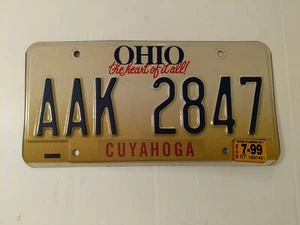 OHIO
the heart of it all!
AAK 2847
CUYAHOGA
7-99